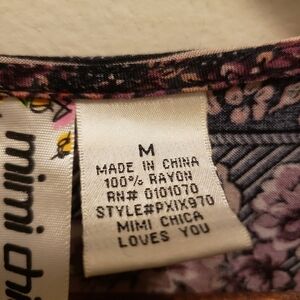 mimi chi
M
MADE IN CHINA
100% RAYON
RN# 0101070
STYLE#PXIX970
MIMI CHICA
LOVES YOU